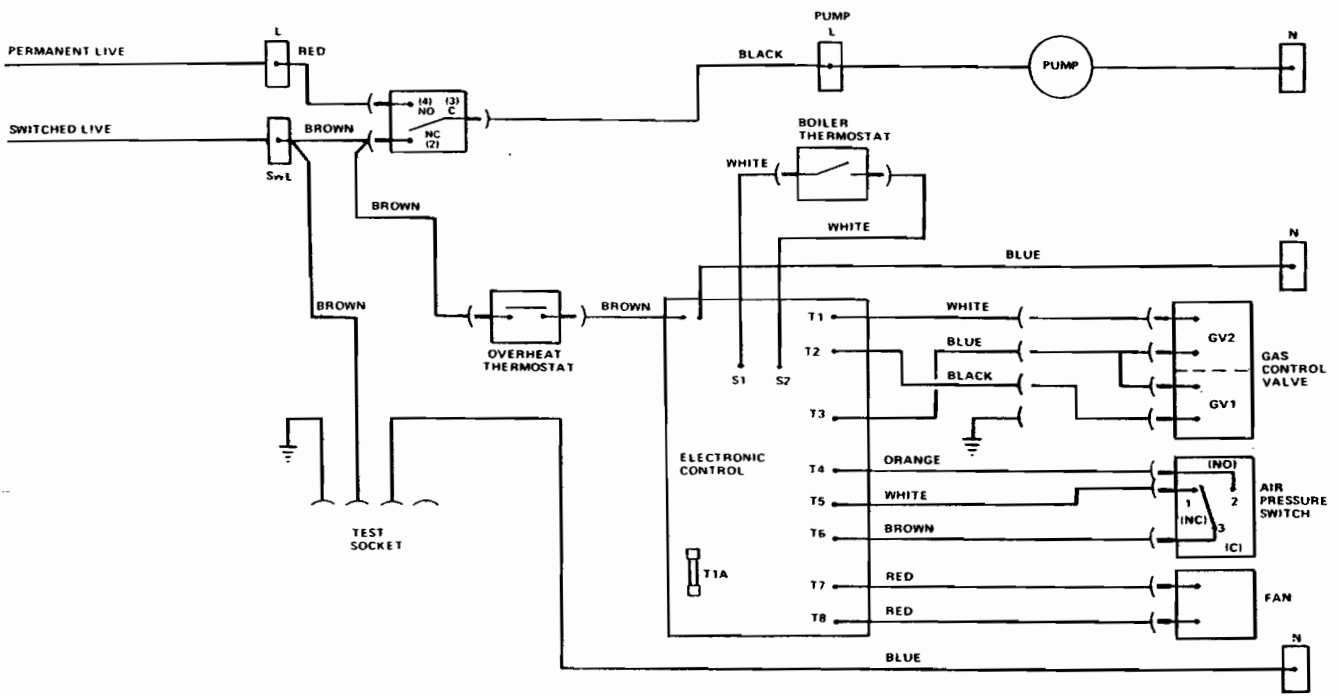 PUMP
L
L
N
PERMANENT LIVE
RED
BLACK
PUMP
(4) (3)
NO C
SWITCHED LIVE
BROWN
NC
(2)
BOILER
THERMOSTAT
WHITE
SWL
BROWN
WHITE
N
BLUE
BROWN
BROWN
OVERHEAT
THERMOSTAT
T1
WHITE
GV2
T2
BLUE
GAS
CONTROL
VALVE
S1
S2
BLACK
GV1
T3
ELECTRONIC
CONTROL
T4
ORANGE
(NO)
T5
WHITE
1
2
AIR
PRESSURE
SWITCH
(NC)
3
T6
BROWN
(C)
TEST
SOCKET
T1A
T7
RED
FAN
T8
RED
N
BLUE